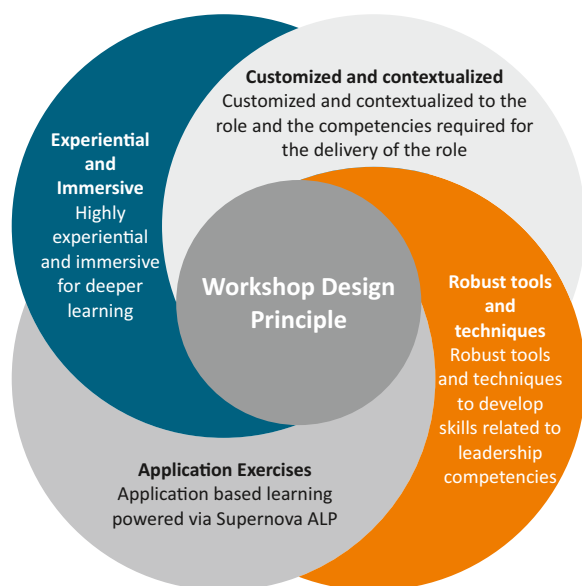 Customized and contextualized
Customized and contextualized to the
role and the competencies required for
the delivery of the role
Experiential
and
Immersive
Highly
experiential
and immersive
for deeper
learning
Workshop Design
Principle
Robust tools
and
techniques
Robust tools
and techniques
to develop
skills related to
leadership
competencies
Application Exercises
Application based learning
powered via Supernova ALP